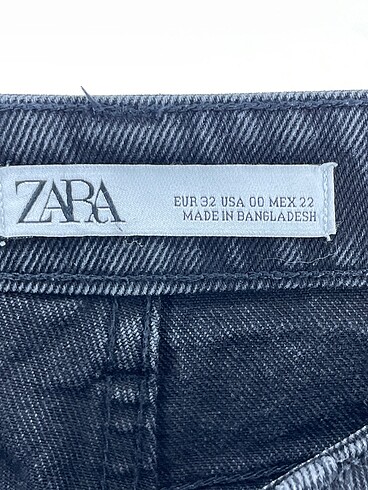 ZARA
EUR 32 USA 00 MEX 22
MADE IN BANGLADESH